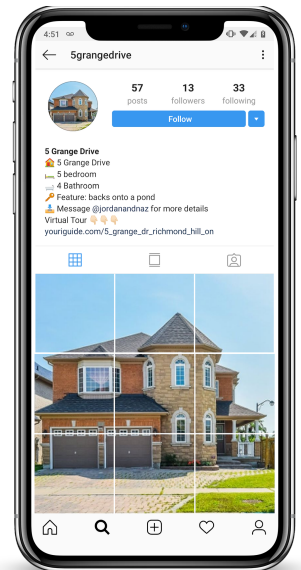 4:51
5grangedrive
57 13 33
posts followers following
Follow
5 Grange Drive
5 Grange Drive
5 bedroom
4 Bathroom
Feature: backs onto a pond
Message @jordanandnaz for more details
Virtual Tour
youriguide.com/5_grange_dr_richmond_hill_on